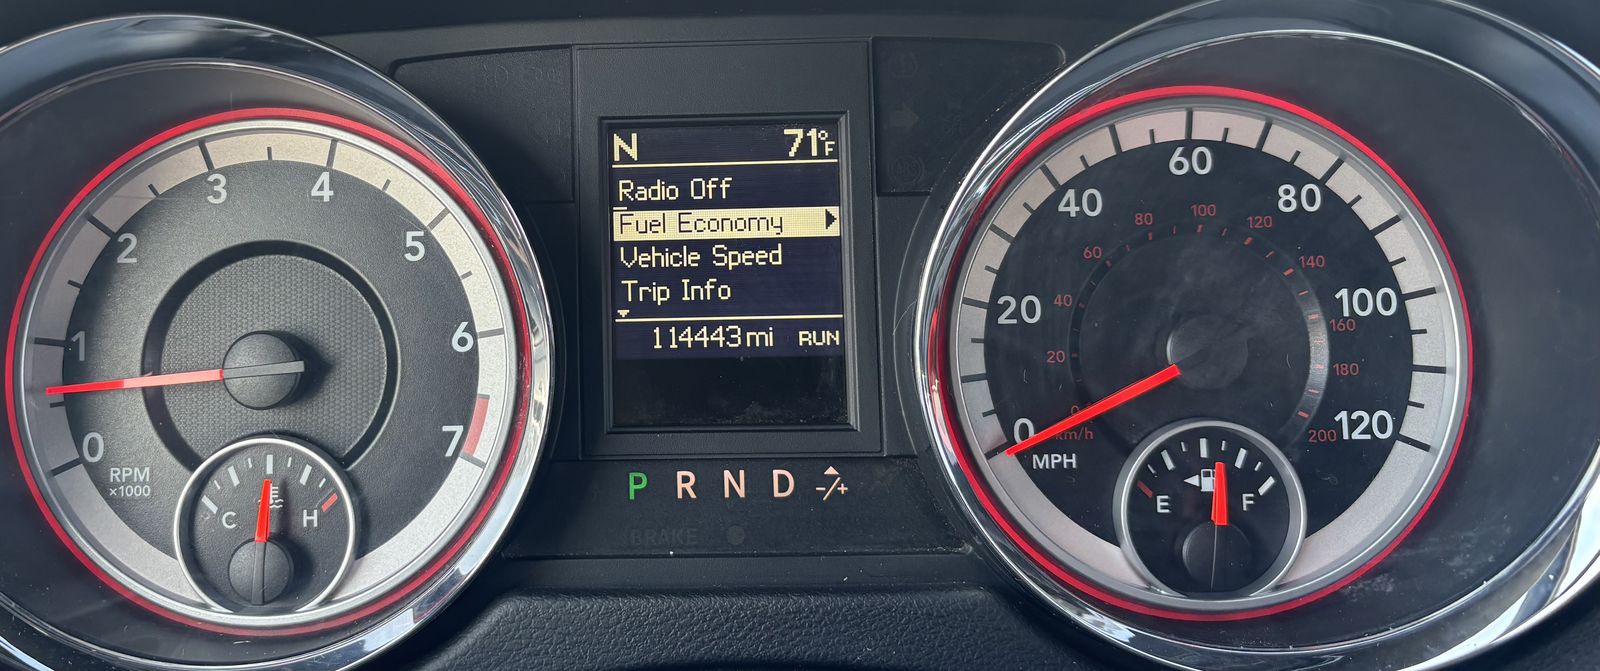 0
1
2
3
4
5
6
7
RPM
x1000
C
H
N 71°F
Radio Off
Fuel Economy
Vehicle Speed
Trip Info
114443 mi RUN
P R N D -/+
BRAKE
0
20
40
60
80
100
120
MPH
20
40
60
80
100
120
140
160
180
200
km/h
E
F